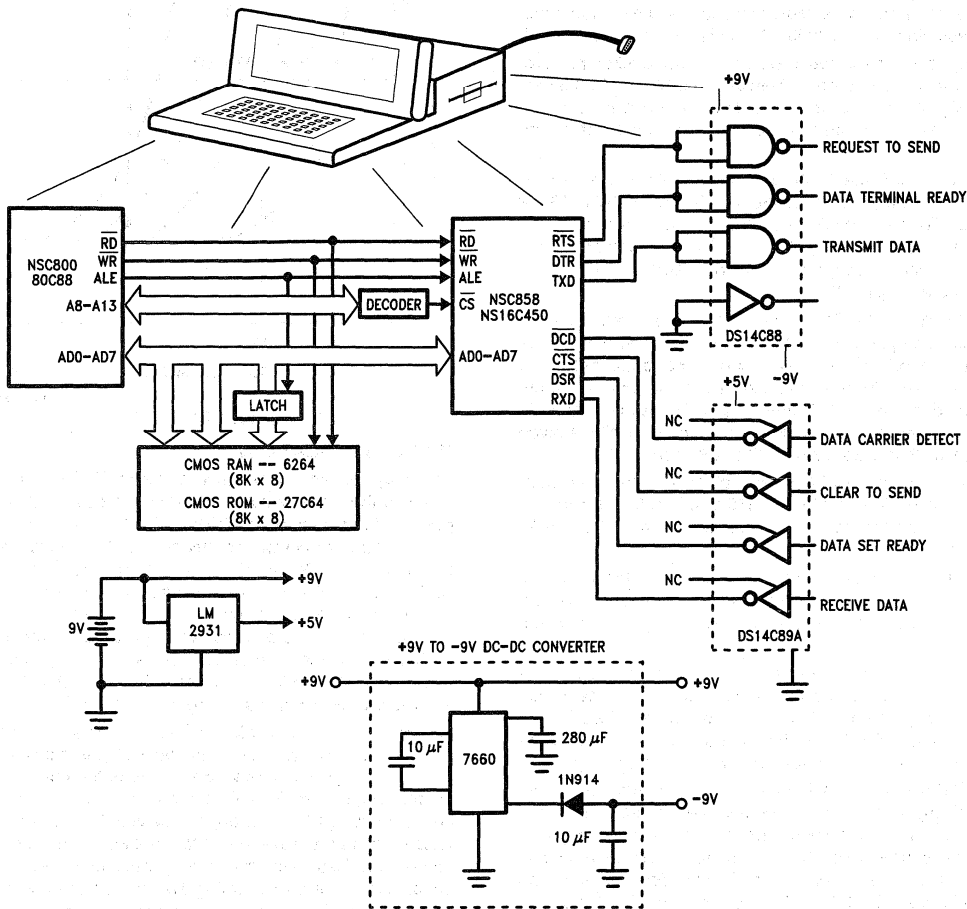 +9V
REQUEST TO SEND
DATA TERMINAL READY
TRANSMIT DATA
DS14C88
-9V
NSC800
80C88
RD
WR
ALE
A8-A13
AD0-AD7
DECODER
LATCH
RD
WR
ALE
CS
AD0-AD7
NSC858
NS16C450
RTS
DTR
TXD
DCD
CTS
DSR
RXD
CMOS RAM -- 6264
(8K x 8)
CMOS ROM -- 27C64
(8K x 8)
+5V
NC
DATA CARRIER DETECT
NC
CLEAR TO SEND
NC
DATA SET READY
NC
RECEIVE DATA
DS14C89A
9V
LM
2931
+9V
+5V
+9V TO -9V DC-DC CONVERTER
+9V
+9V
10 µF
7660
280 µF
1N914
-9V
10 µF